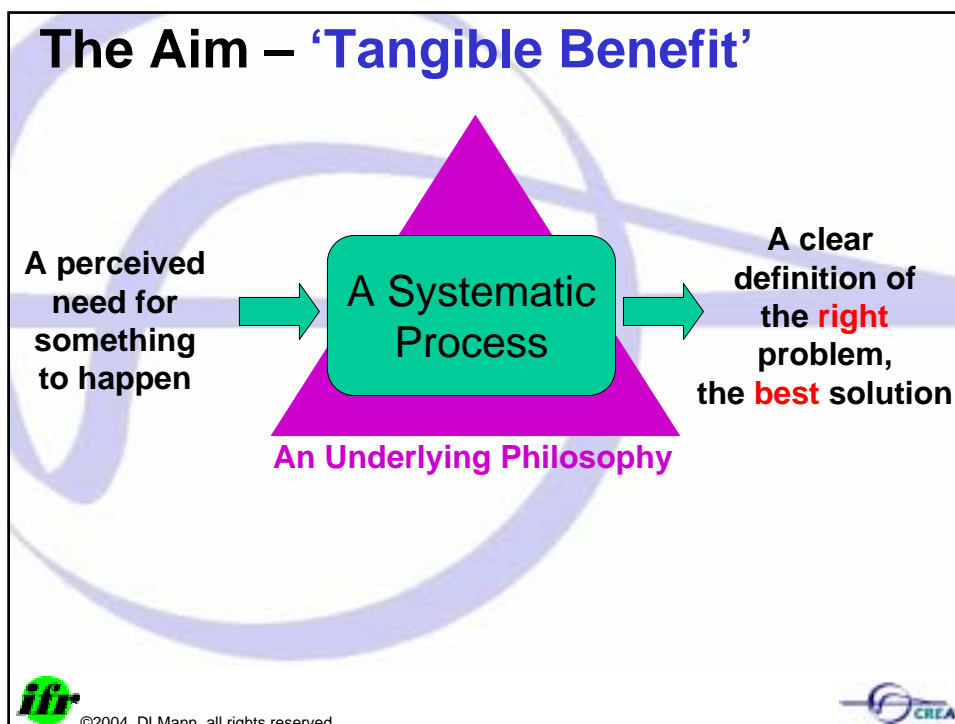 The Aim – ‘Tangible Benefit’
A perceived
need for
something
to happen
A Systematic
Process
A clear
definition of
the right
problem,
the best solution
An Underlying Philosophy
ifr
©2004, DLMann, all rights reserved
CREA